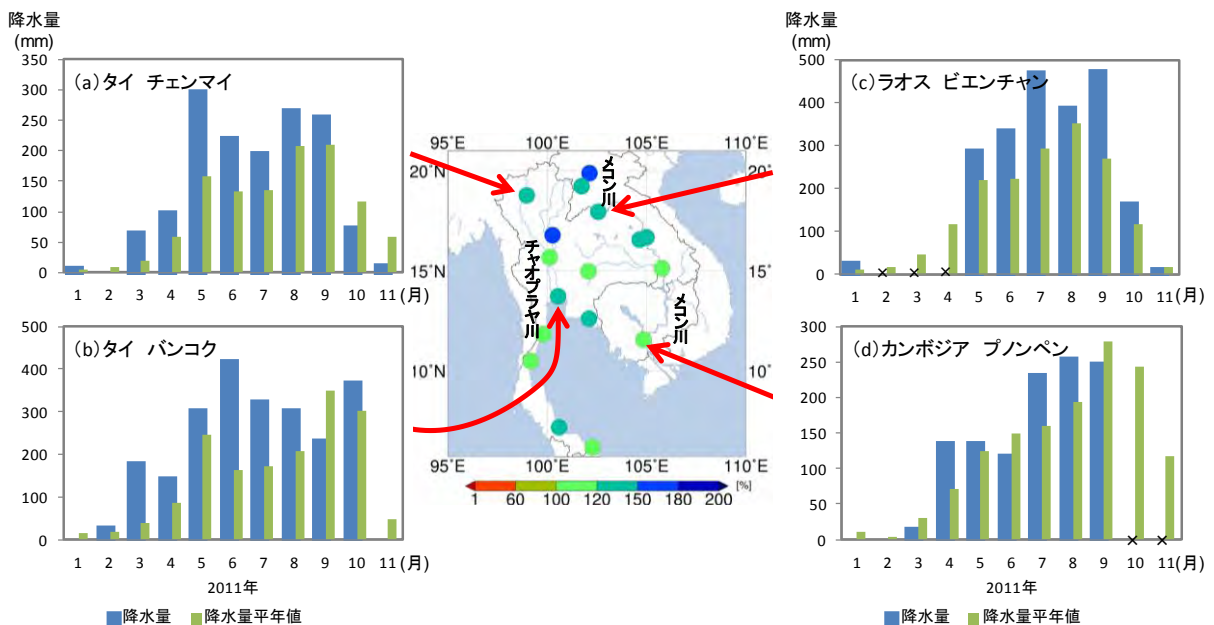 降水量
(mm)
(a)タイ チェンマイ
350
300
250
200
150
100
50
0
1 2 3 4 5 6 7 8 9 10 11(月)
(b)タイ バンコク
500
400
300
200
100
0
1 2 3 4 5 6 7 8 9 10 11(月)
2011年
降水量 降水量平年値
95°E 100°E 105°E 110°E
20°N 20
15°N 15
10°N 10
95°E 100°E 105°E 110°E
メコン川
チャオプラヤ川
メコン川
1 60 100 120 150 180 200 [%]
降水量
(mm)
(c)ラオス ビエンチャン
500
400
300
200
100
0
× × ×
1 2 3 4 5 6 7 8 9 10 11(月)
(d)カンボジア プノンペン
300
250
200
150
100
50
0
× ×
1 2 3 4 5 6 7 8 9 10 11(月)
2011年
降水量 降水量平年値